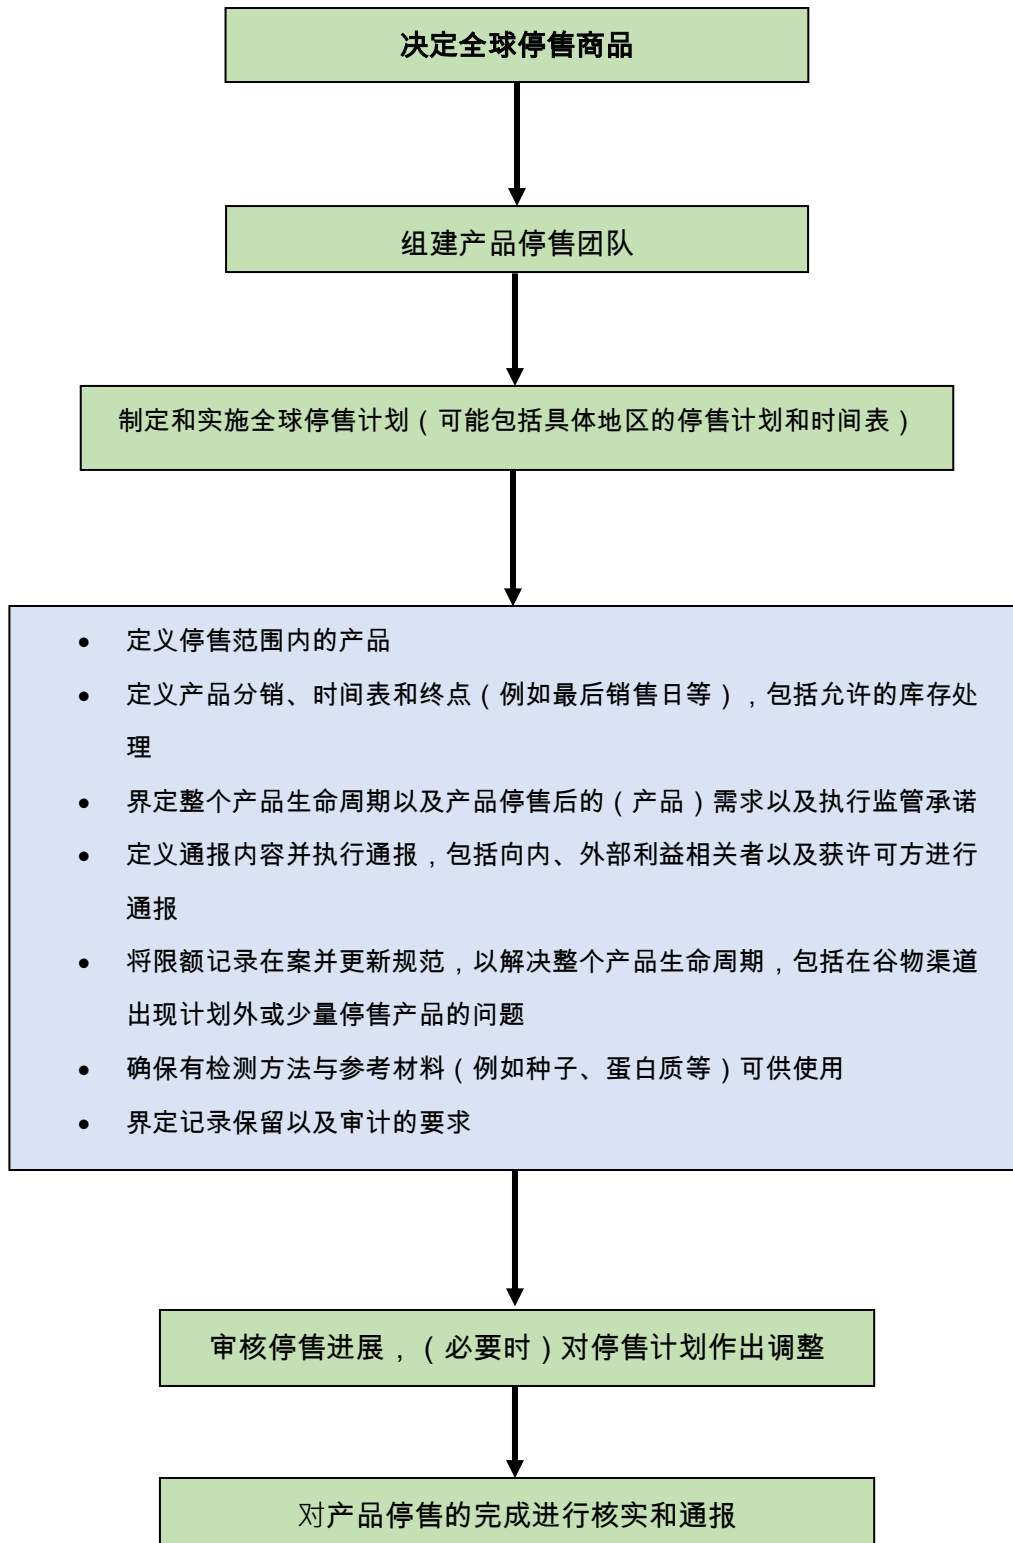 决定全球停售商品
组建产品停售团队
制定和实施全球停售计划（可能包括具体地区的停售计划和时间表）
• 定义停售范围内的产品
• 定义产品分销、时间表和终点（例如最后销售日等），包括允许的库存处
理
• 界定整个产品生命周期以及产品停售后的（产品）需求以及执行监管承诺
• 定义通报内容并执行通报，包括向内、外部利益相关者以及获许可方进行
通报
• 将限额记录在案并更新规范，以解决整个产品生命周期，包括在谷物渠道
出现计划外或少量停售产品的问题
• 确保有检测方法与参考材料（例如种子、蛋白质等）可供使用
• 界定记录保留以及审计的要求
审核停售进展，（必要时）对停售计划作出调整
对产品停售的完成进行核实和通报